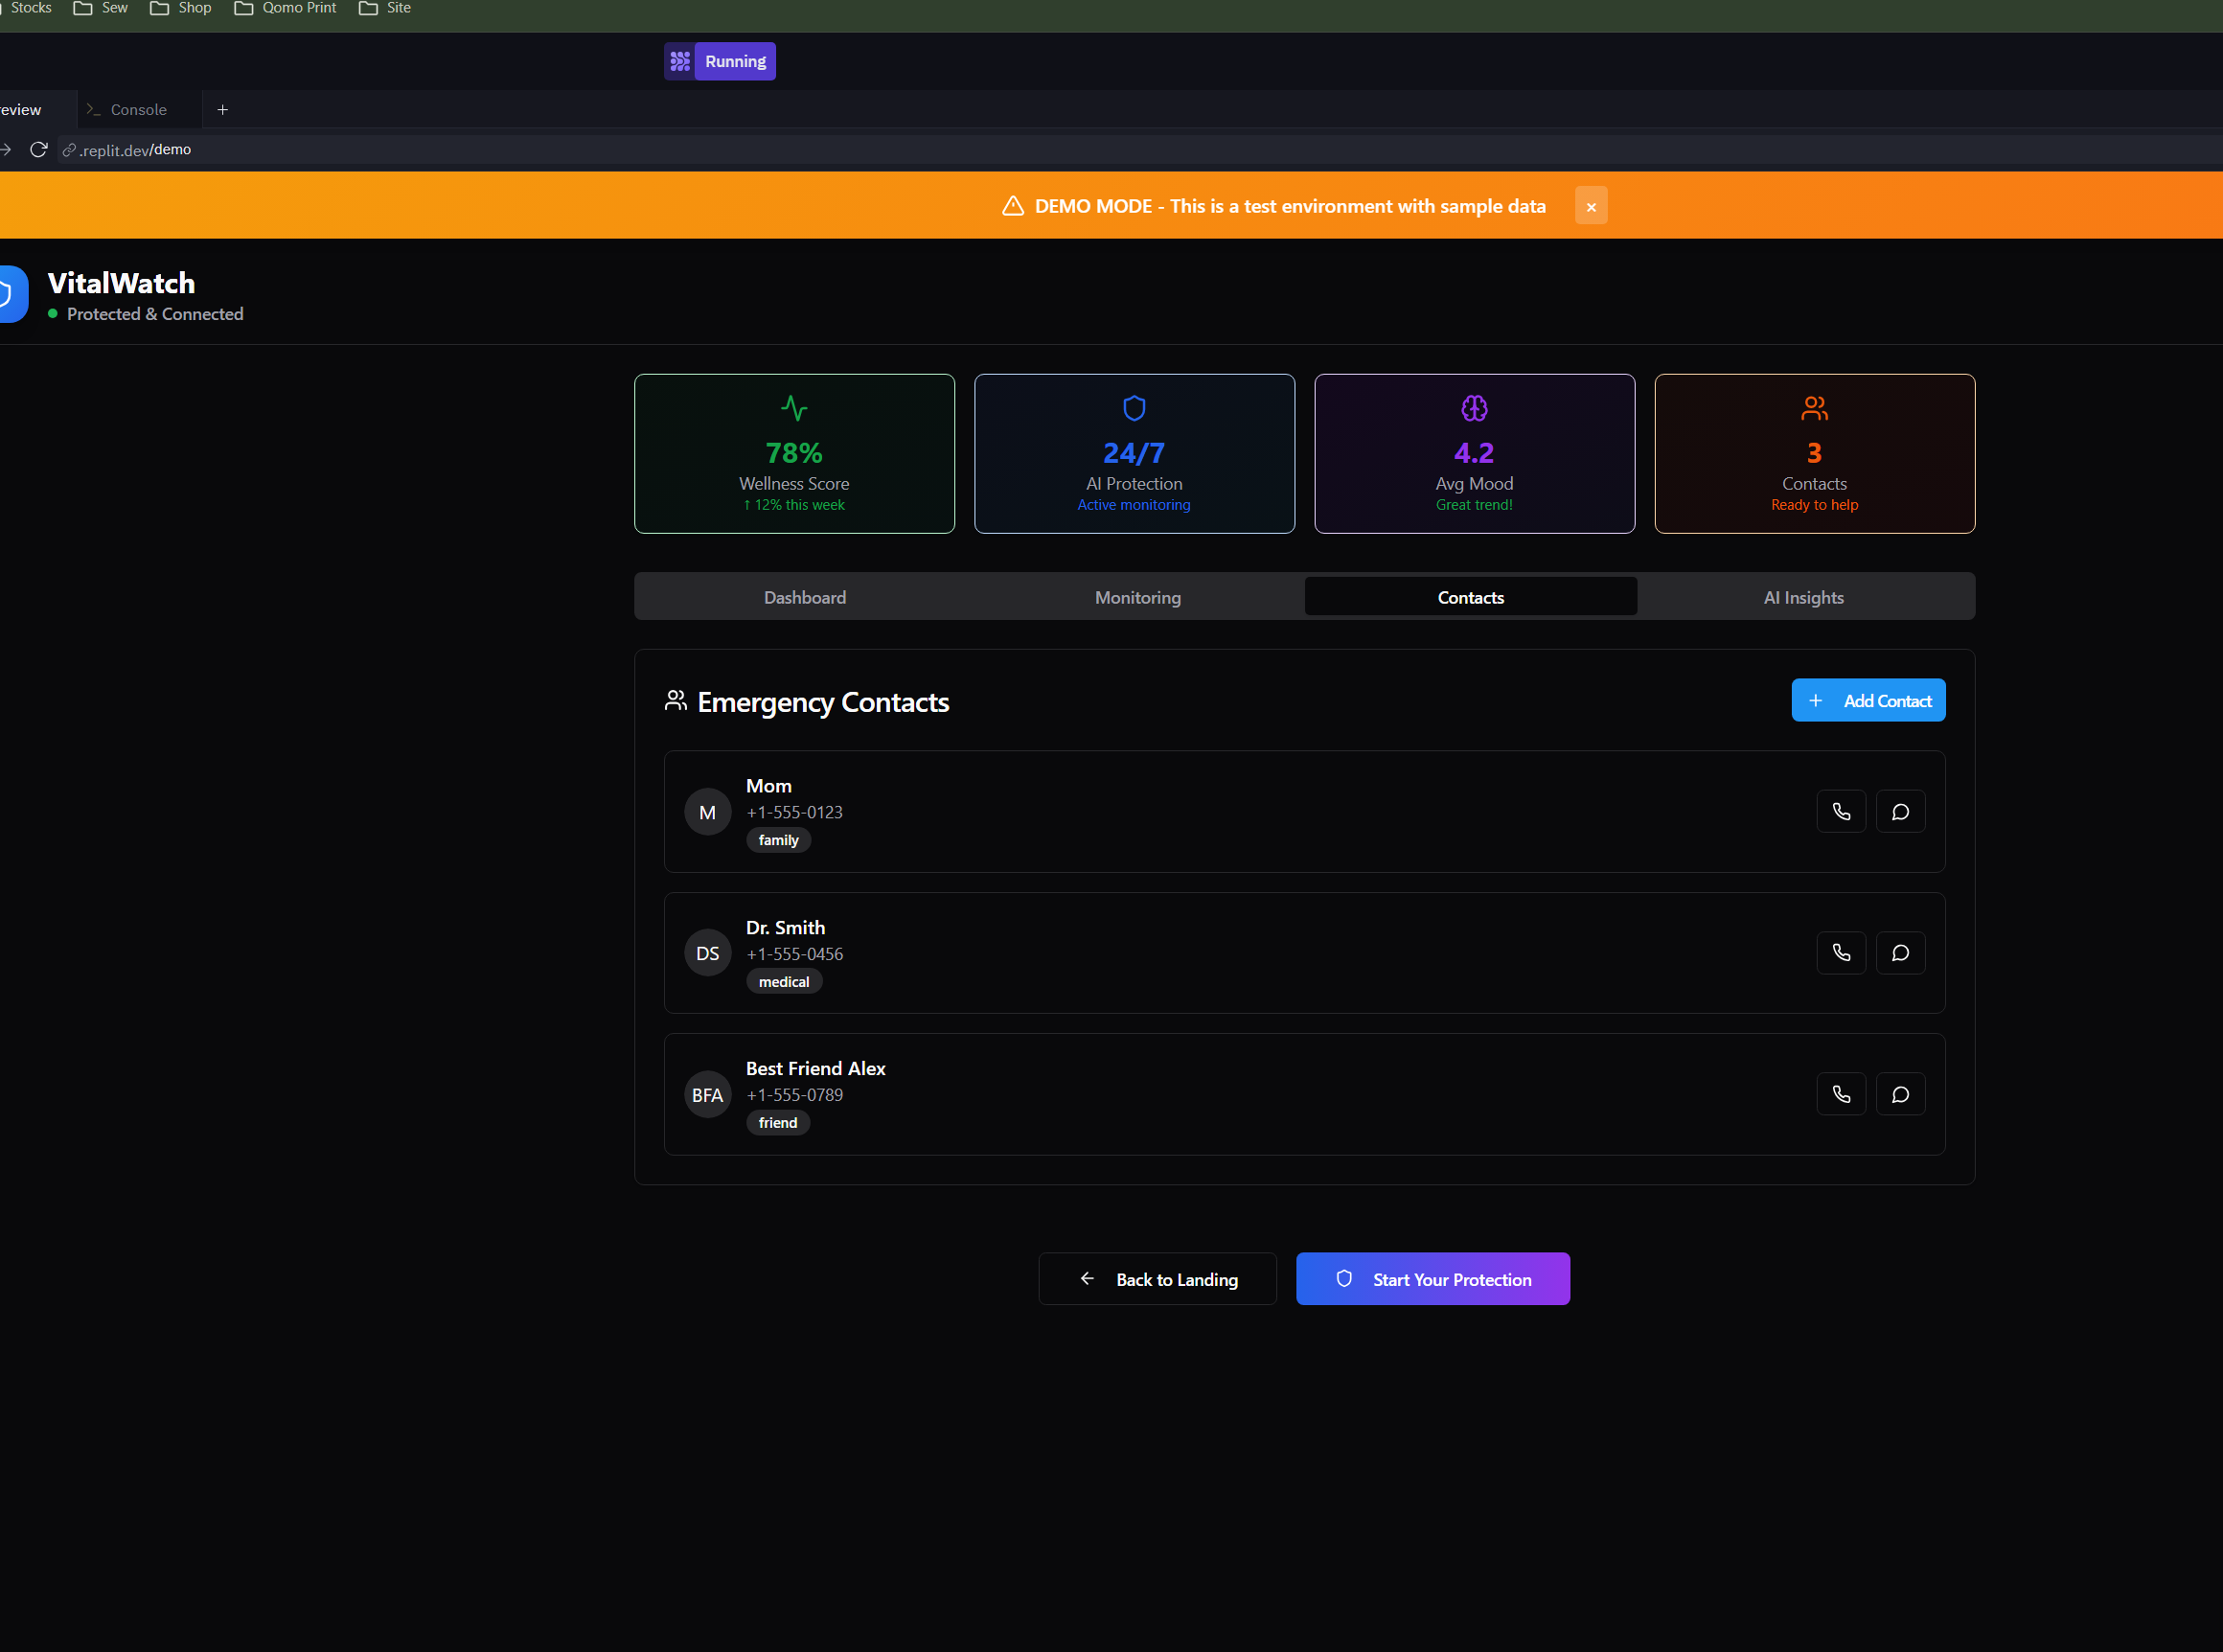 Stocks Sew Shop Qomo Print Site
Running
eview Console
.replit.dev/demo
DEMO MODE - This is a test environment with sample data
VitalWatch
Protected & Connected
78%
Wellness Score
↑ 12% this week
24/7
AI Protection
Active monitoring
4.2
Avg Mood
Great trend!
3
Contacts
Ready to help
Dashboard Monitoring Contacts AI Insights
Emergency Contacts
+ Add Contact
M
Mom
+1-555-0123
family
DS
Dr. Smith
+1-555-0456
medical
BFA
Best Friend Alex
+1-555-0789
friend
← Back to Landing
Start Your Protection